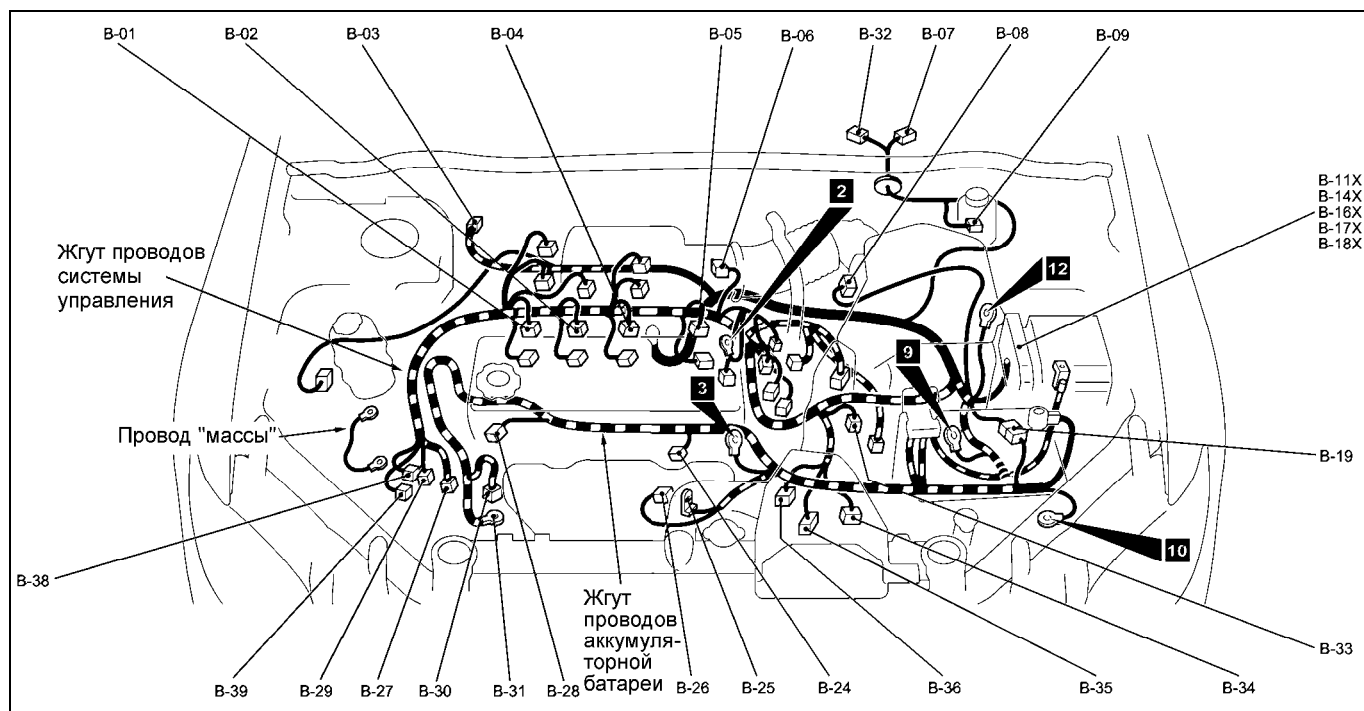 B-01
B-02
B-03
B-04
B-05
B-06
B-32
B-07
B-08
B-09
2
B-11X
B-14X
B-16X
B-17X
B-18X
Жгут проводов
системы
управления
12
9
3
Провод "массы"
B-19
10
B-38
Жгут
проводов
аккумуля-
торной
батареи
B-33
B-39
B-29
B-27
B-30
B-31
B-28
B-26
B-25
B-24
B-36
B-35
B-34